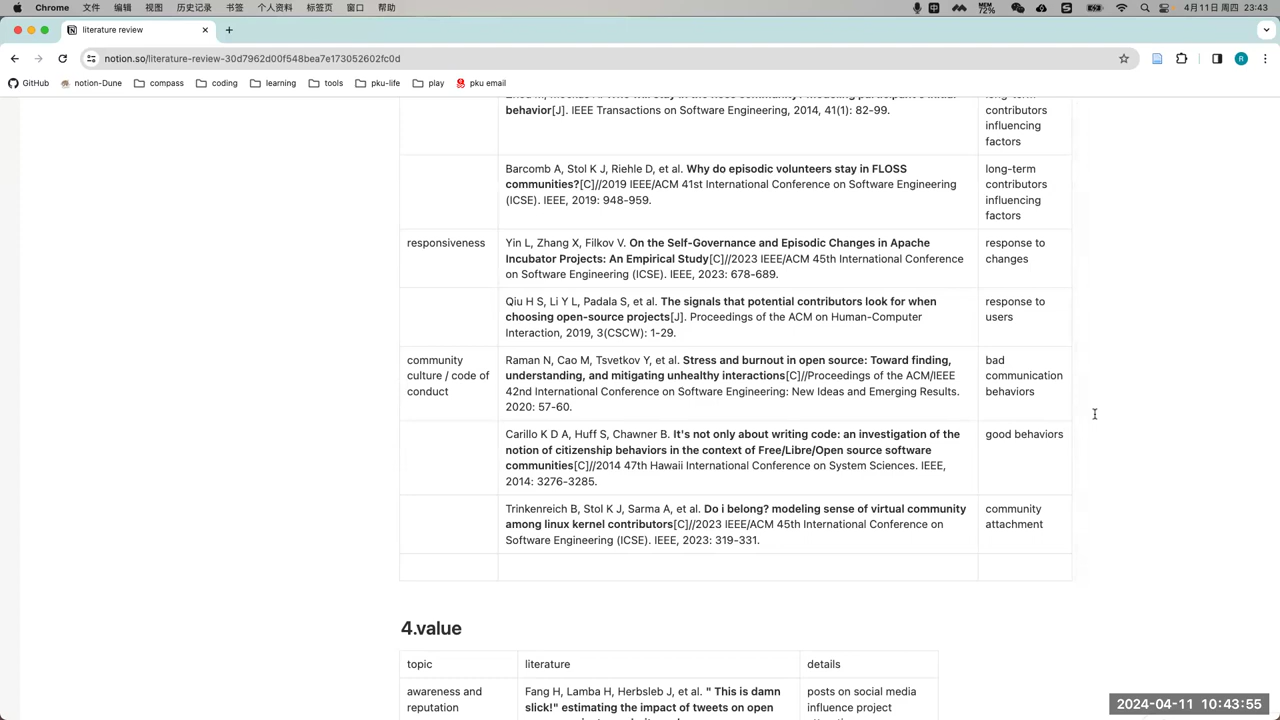 Chrome 文件 编辑 视图 历史记录 书签 个人资料 标签页 窗口 帮助 4月11日 周四 23:43
literature review
notion.so/literature-review-30d7962d00f548bea7e173052602fc0d
GitHub notion-Dune compass coding learning tools pku-life play pku email
behavior[J]. IEEE Transactions on Software Engineering, 2014, 41(1): 82-99.
long-term
contributors
influencing
factors
Barcomb A, Stol K J, Riehle D, et al. Why do episodic volunteers stay in FLOSS
communities?[C]//2019 IEEE/ACM 41st International Conference on Software Engineering
(ICSE). IEEE, 2019: 948-959.
long-term
contributors
influencing
factors
responsiveness
Yin L, Zhang X, Filkov V. On the Self-Governance and Episodic Changes in Apache
Incubator Projects: An Empirical Study[C]//2023 IEEE/ACM 45th International Conference
on Software Engineering (ICSE). IEEE, 2023: 678-689.
response to
changes
Qiu H S, Li Y L, Padala S, et al. The signals that potential contributors look for when
choosing open-source projects[J]. Proceedings of the ACM on Human-Computer
Interaction, 2019, 3(CSCW): 1-29.
response to
users
community
culture / code of
conduct
Raman N, Cao M, Tsvetkov Y, et al. Stress and burnout in open source: Toward finding,
understanding, and mitigating unhealthy interactions[C]//Proceedings of the ACM/IEEE
42nd International Conference on Software Engineering: New Ideas and Emerging Results.
2020: 57-60.
bad
communication
behaviors
Carillo K D A, Huff S, Chawner B. It's not only about writing code: an investigation of the
notion of citizenship behaviors in the context of Free/Libre/Open source software
communities[C]//2014 47th Hawaii International Conference on System Sciences. IEEE,
2014: 3276-3285.
good behaviors
Trinkenreich B, Stol K J, Sarma A, et al. Do i belong? modeling sense of virtual community
among linux kernel contributors[C]//2023 IEEE/ACM 45th International Conference on
Software Engineering (ICSE). IEEE, 2023: 319-331.
community
attachment
4.value
topic literature details
awareness and
reputation
Fang H, Lamba H, Herbsleb J, et al. " This is damn
slick!" estimating the impact of tweets on open
posts on social media
influence project
2024-04-11 10:43:55